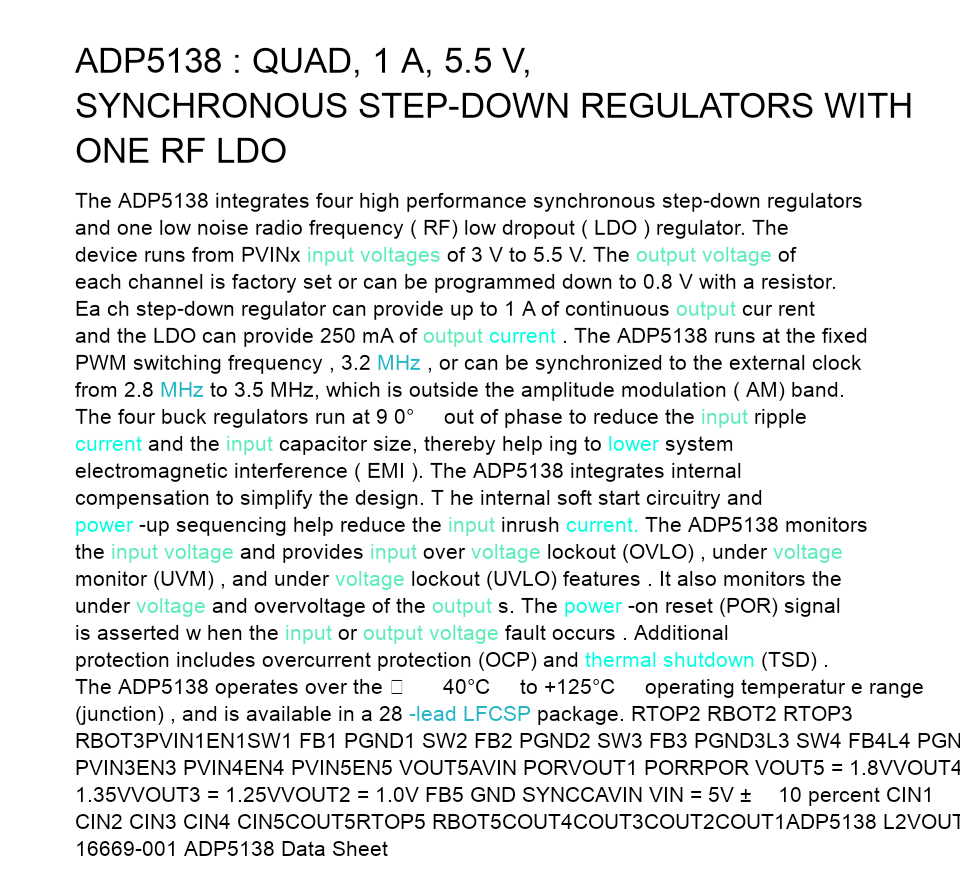 ADP5138 : QUAD, 1 A, 5.5 V,
SYNCHRONOUS STEP-DOWN REGULATORS WITH
ONE RF LDO
The ADP5138 integrates four high performance synchronous step-down regulators
and one low noise radio frequency ( RF) low dropout ( LDO ) regulator. The
device runs from PVINx input voltages of 3 V to 5.5 V. The output voltage of
each channel is factory set or can be programmed down to 0.8 V with a resistor.
Ea ch step-down regulator can provide up to 1 A of continuous output cur rent
and the LDO can provide 250 mA of output current . The ADP5138 runs at the fixed
PWM switching frequency , 3.2 MHz , or can be synchronized to the external clock
from 2.8 MHz to 3.5 MHz, which is outside the amplitude modulation ( AM) band.
The four buck regulators run at 9 0° out of phase to reduce the input ripple
current and the input capacitor size, thereby help ing to lower system
electromagnetic interference ( EMI ). The ADP5138 integrates internal
compensation to simplify the design. T he internal soft start circuitry and
power -up sequencing help reduce the input inrush current. The ADP5138 monitors
the input voltage and provides input over voltage lockout (OVLO) , under voltage
monitor (UVM) , and under voltage lockout (UVLO) features . It also monitors the
under voltage and overvoltage of the output s. The power -on reset (POR) signal
is asserted w hen the input or output voltage fault occurs . Additional
protection includes overcurrent protection (OCP) and thermal shutdown (TSD) .
The ADP5138 operates over the 40°C to +125°C operating temperatur e range
(junction) , and is available in a 28 -lead LFCSP package. RTOP2 RBOT2 RTOP3
RBOT3PVIN1EN1SW1 FB1 PGND1 SW2 FB2 PGND2 SW3 FB3 PGND3L3 SW4 FB4L4 PGN
PVIN3EN3 PVIN4EN4 PVIN5EN5 VOUT5AVIN PORVOUT1 PORRPOR VOUT5 = 1.8VVOUT4
1.35VVOUT3 = 1.25VVOUT2 = 1.0V FB5 GND SYNCCAVIN VIN = 5V ± 10 percent CIN1
CIN2 CIN3 CIN4 CIN5COUT5RTOP5 RBOT5COUT4COUT3COUT2COUT1ADP5138 L2VOUT
16669-001 ADP5138 Data Sheet